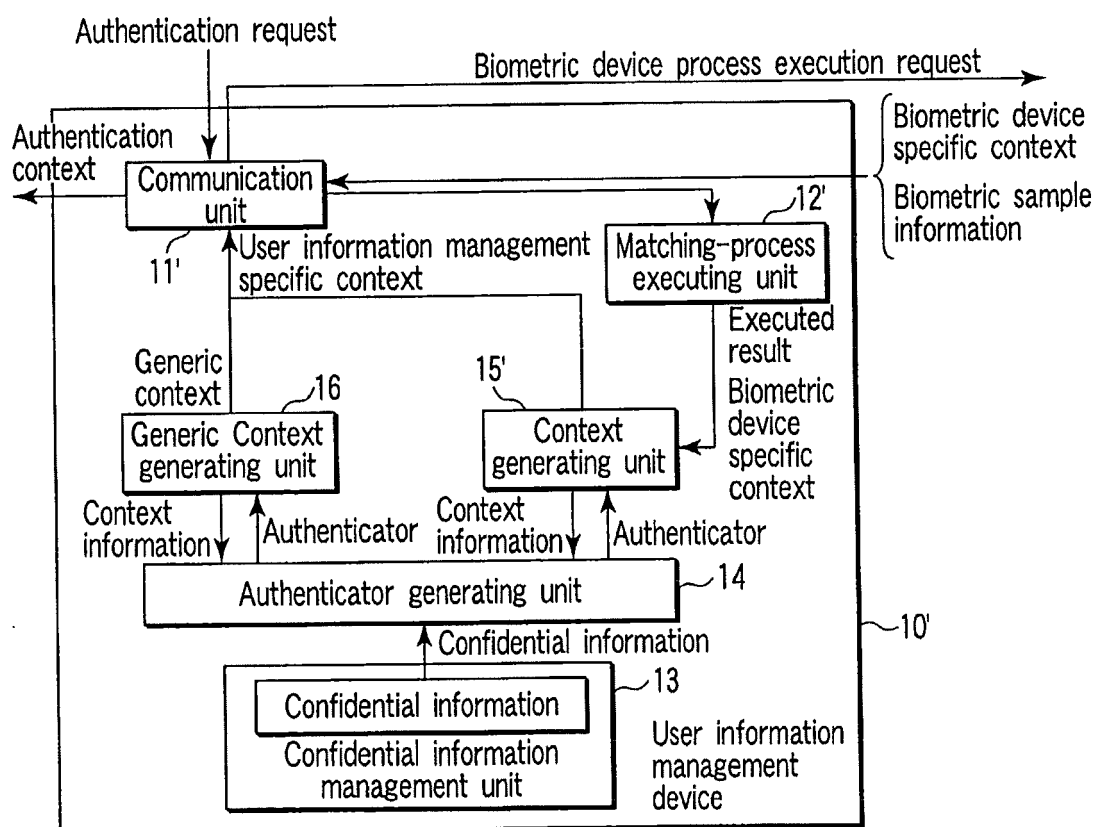 Authentication request
Biometric device process execution request
Authentication
context
Biometric device
specific context
Biometric sample
information
Communication
unit
11'
12'
User information management
specific context
Matching-process
executing unit
Executed
result
Generic
context
16
15'
Biometric
device
specific
context
Generic Context
generating unit
Context
generating unit
Context
information
Authenticator
Context
information
Authenticator
Authenticator generating unit
14
Confidential information
10'
13
Confidential information
Confidential information
management unit
User information
management
device